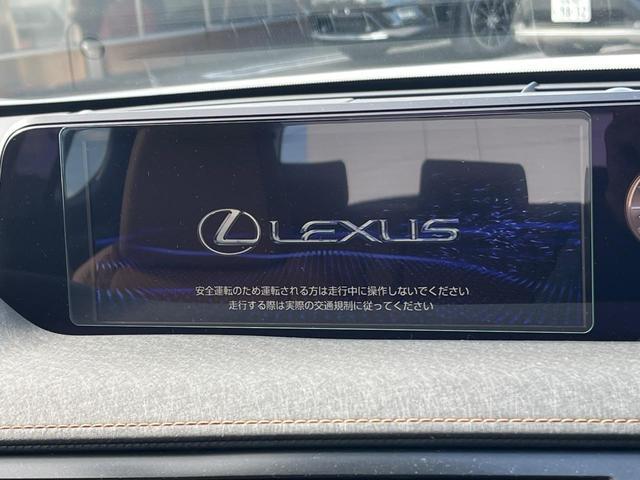 98-12
LEXUS
安全運転のため運転される方は走行中に操作しないでください
走行する際は実際の交通規制に従ってください